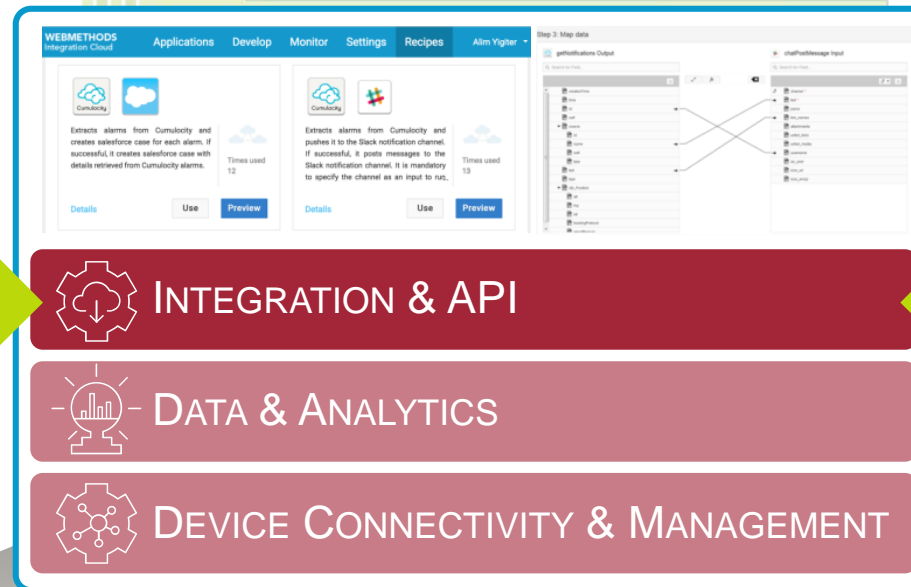 WEBMETHODS
Integration Cloud
Applications Develop Monitor Settings Recipes Alim Yigiter
Cumulocity
Extracts alarms from Cumulocity and
creates salesforce case for each alarm. If
successful, it creates salesforce case with
details retrieved from Cumulocity alarms.
Times used
12
Details Use Preview
Cumulocity
Extracts alarms from Cumulocity and
pushes it to the Slack notification channel.
If successful, it posts messages to the
Slack notification channel. It is mandatory
to specify the channel as an input to run,
Times used
13
Details Use Preview
Step 3: Map data
getNotifications Output
chatPostMessage Input
INTEGRATION & API
DATA & ANALYTICS
DEVICE CONNECTIVITY & MANAGEMENT